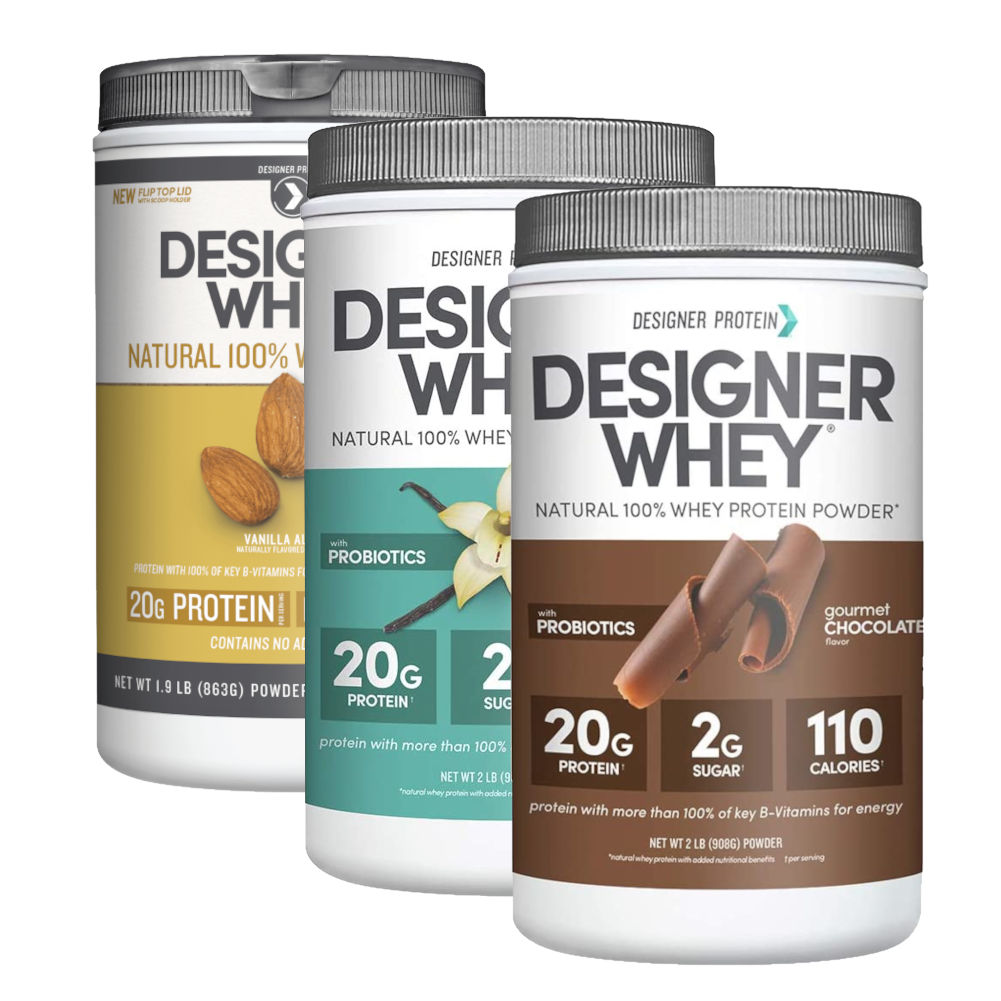 NEW FLIP TOP LID
WITH SCOOP HOLDER
DESIGNER
DESIG
WH
NATURAL 100%
VANILLA
NATURALLY FLAVORED
PROTEIN WITH 100% OF KEY B-VITAMINS
20G PROTEIN PER SERVING
CONTAINS NO
NET WT 1.9 LB (863G) POWDER
DESIGNER
DESIG
WH
NATURAL 100% WHEY
with
PROBIOTICS
20G
PROTEIN†
2
SUG
protein with more than 100%
NET WT 2 LB
*natural whey protein with added
DESIGNER PROTEIN
DESIGNER
WHEY®
NATURAL 100% WHEY PROTEIN POWDER*
with
PROBIOTICS
gourmet
CHOCOLATE
flavor
20G
PROTEIN†
2G
SUGAR†
110
CALORIES†
protein with more than 100% of key B-Vitamins for energy
NET WT 2 LB (908G) POWDER
*natural whey protein with added nutritional benefits †per serving